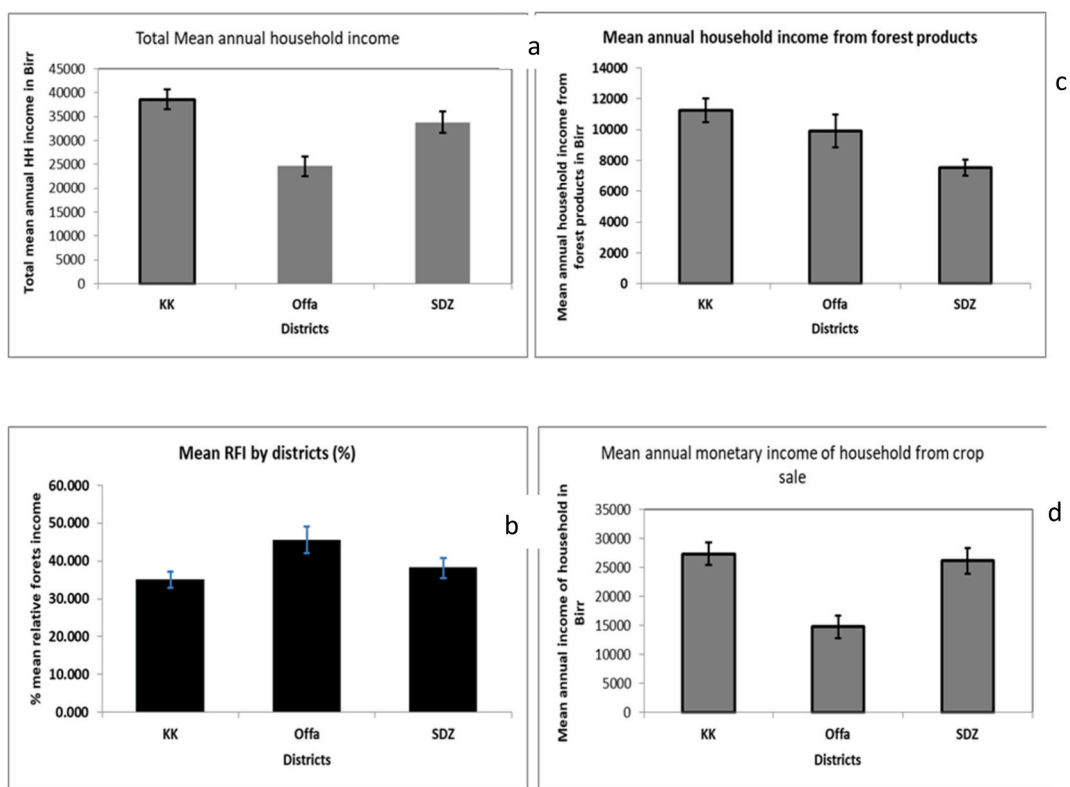 Total Mean annual household income
a
Total mean annual HH income in Birr
45000
40000
35000
30000
25000
20000
15000
10000
5000
0
KK Offa SDZ
Districts
Mean annual household income from forest products
c
Mean annual household income from
forest products in Birr
14000
12000
10000
8000
6000
4000
2000
0
KK Offa SDZ
Districts
Mean RFI by districts (%)
b
% mean relative forets income
60.000
50.000
40.000
30.000
20.000
10.000
0.000
KK Offa SDZ
Districts
Mean annual monetary income of household from crop
sale
d
Mean annual income of household in
Birr
35000
30000
25000
20000
15000
10000
5000
0
KK Offa SDZ
Districts